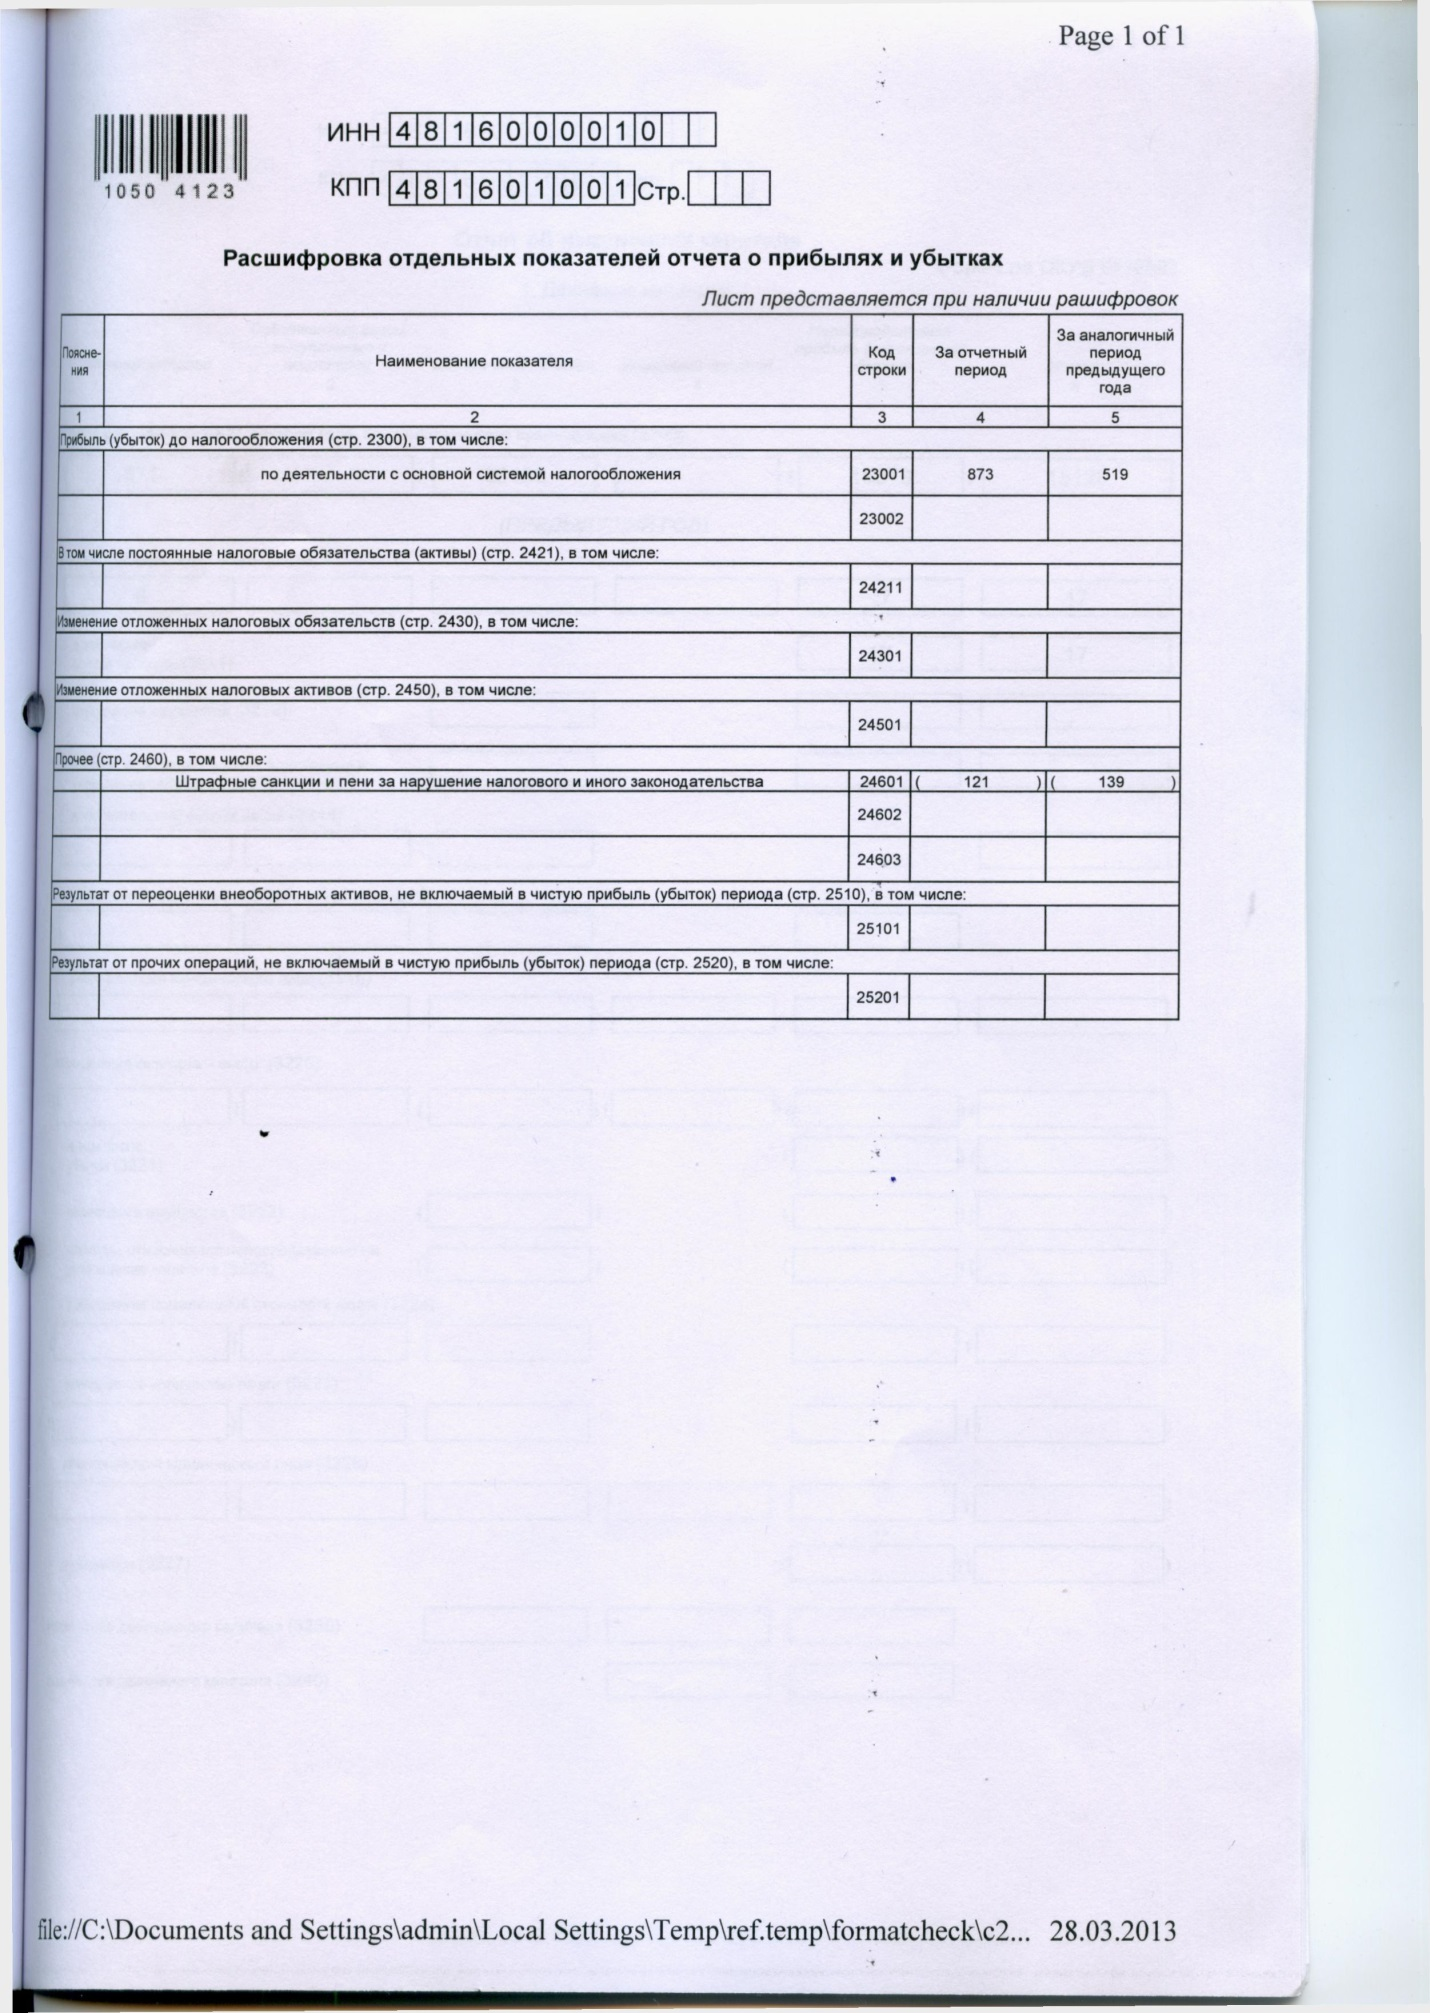 Page 1 of 1
ИНН 4816000010
1050 4123
КПП 481601001 Стр.
Расшифровка отдельных показателей отчета о прибылях и убытках
Лист представляется при наличии рашифровок
Поясне-ния Наименование показателя Код строки За отчетный период За аналогичный период предыдущего года
1 2 3 4 5
Прибыль (убыток) до налогообложения (стр. 2300), в том числе:
по деятельности с основной системой налогообложения 23001 873 519
23002
В том числе постоянные налоговые обязательства (активы) (стр. 2421), в том числе:
24211
Изменение отложенных налоговых обязательств (стр. 2430), в том числе:
24301
Изменение отложенных налоговых активов (стр. 2450), в том числе:
24501
Прочее (стр. 2460), в том числе:
Штрафные санкции и пени за нарушение налогового и иного законодательства 24601 ( 121 ) ( 139 )
24602
24603
Результат от переоценки внеоборотных активов, не включаемый в чистую прибыль (убыток) периода (стр. 2510), в том числе:
25101
Результат от прочих операций, не включаемый в чистую прибыль (убыток) периода (стр. 2520), в том числе:
25201
file://C:\Documents and Settings\admin\Local Settings\Temp\ref.temp\formatcheck\c2... 28.03.2013